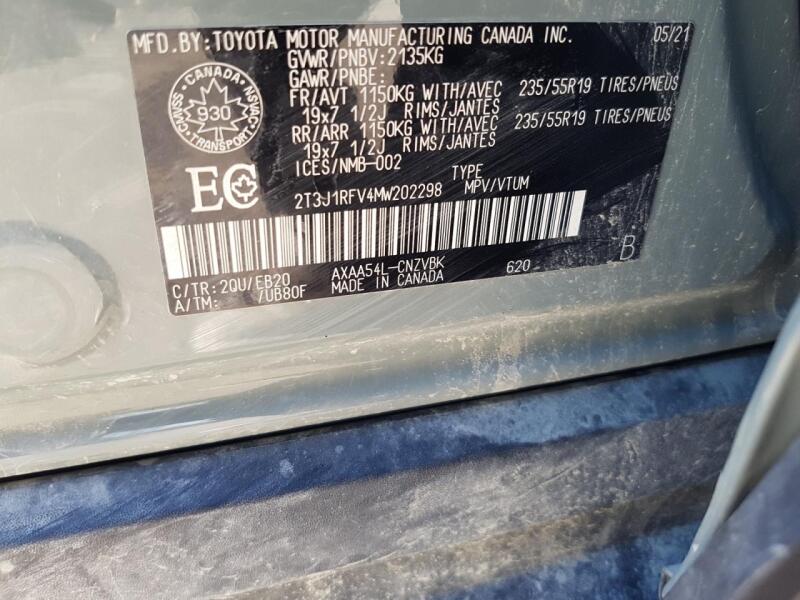 MFD.BY:TOYOTA MOTOR MANUFACTURING CANADA INC. 05/21
GVWR/PNBV:2135KG
GAWR/PNBE:
FR/AVT 1150KG WITH/AVEC 235/55R19 TIRES/PNEUS
19x7 1/2J RIMS/JANTES
RR/ARR 1150KG WITH/AVEC 235/55R19 TIRES/PNEUS
19x7 1/2J RIMS/JANTES
ICES/NMB-002
CANADA
CMVSS NSVAC
930
TRANSPORT
EC
TYPE
2T3J1RFV4MW202298 MPV/VTUM
C/TR:2QU/EB20 AXAA54L-CNZVBK 620 B
A/TM: /UB80F MADE IN CANADA